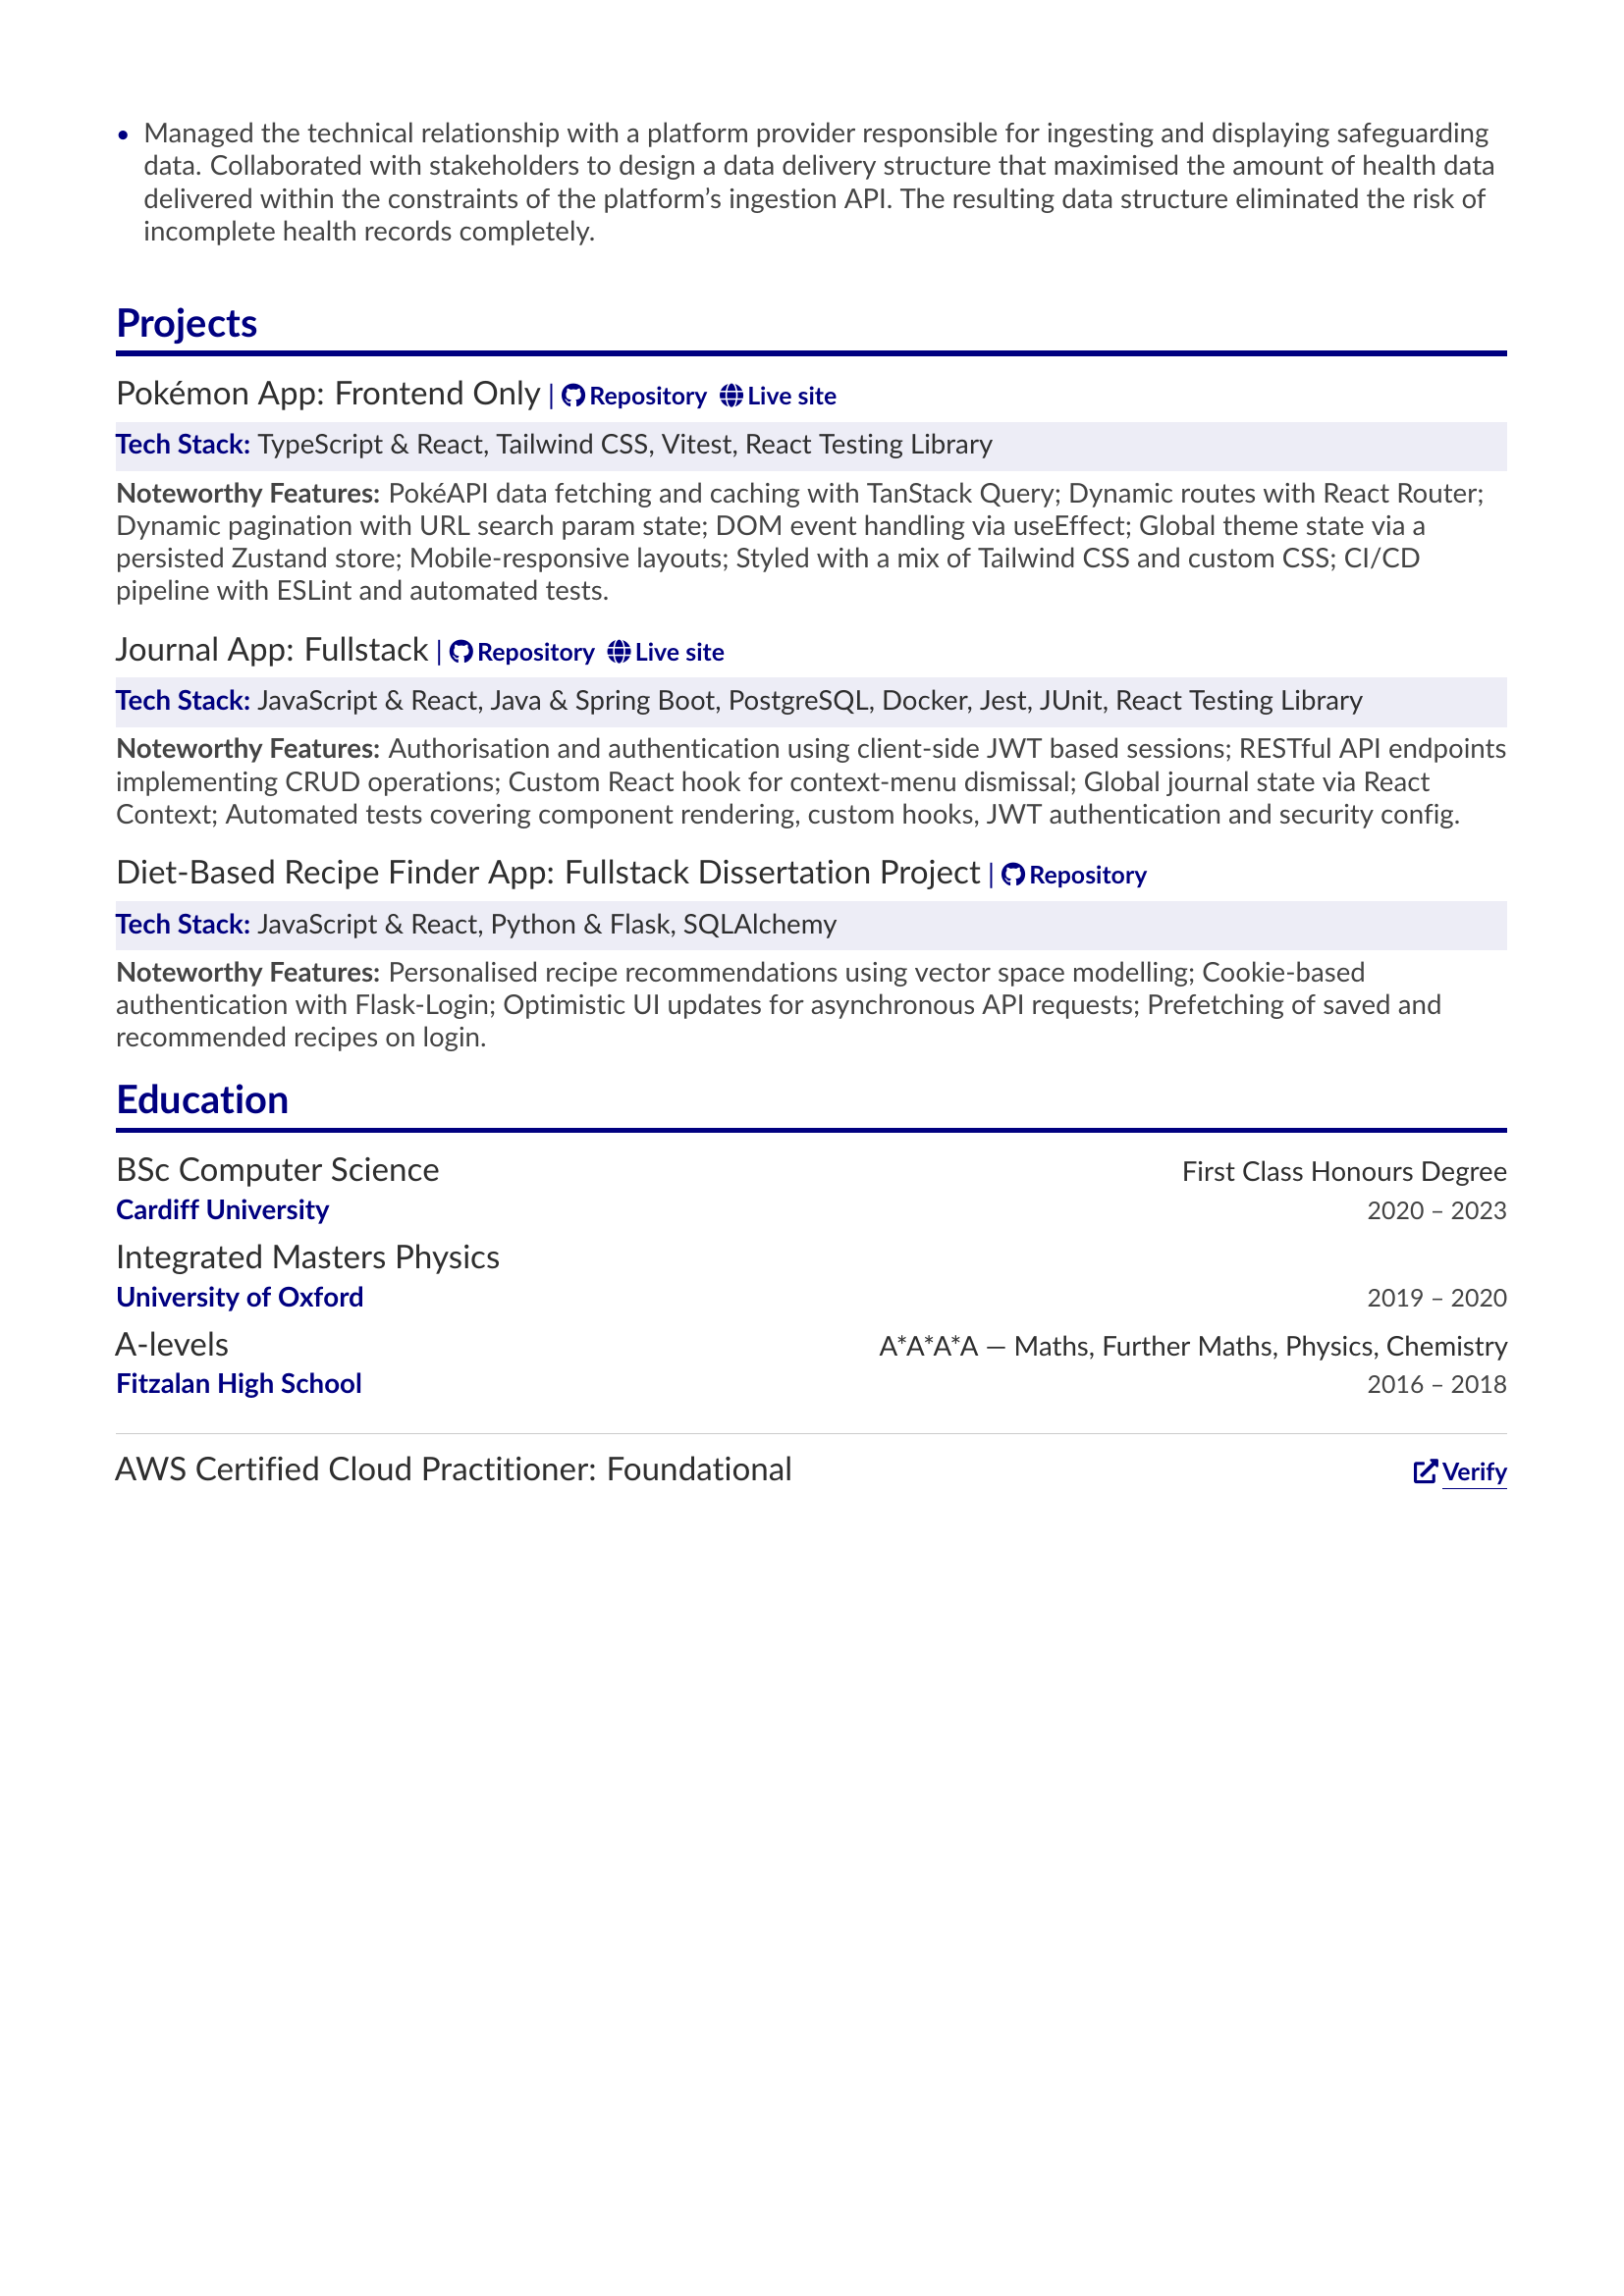 • Managed the technical relationship with a platform provider responsible for ingesting and displaying safeguarding
data. Collaborated with stakeholders to design a data delivery structure that maximised the amount of health data
delivered within the constraints of the platform’s ingestion API. The resulting data structure eliminated the risk of
incomplete health records completely.
Projects
Pokémon App: Frontend Only | Repository Live site
Tech Stack: TypeScript & React, Tailwind CSS, Vitest, React Testing Library
Noteworthy Features: PokéAPI data fetching and caching with TanStack Query; Dynamic routes with React Router;
Dynamic pagination with URL search param state; DOM event handling via useEffect; Global theme state via a
persisted Zustand store; Mobile-responsive layouts; Styled with a mix of Tailwind CSS and custom CSS; CI/CD
pipeline with ESLint and automated tests.
Journal App: Fullstack | Repository Live site
Tech Stack: JavaScript & React, Java & Spring Boot, PostgreSQL, Docker, Jest, JUnit, React Testing Library
Noteworthy Features: Authorisation and authentication using client-side JWT based sessions; RESTful API endpoints
implementing CRUD operations; Custom React hook for context-menu dismissal; Global journal state via React
Context; Automated tests covering component rendering, custom hooks, JWT authentication and security config.
Diet-Based Recipe Finder App: Fullstack Dissertation Project | Repository
Tech Stack: JavaScript & React, Python & Flask, SQLAlchemy
Noteworthy Features: Personalised recipe recommendations using vector space modelling; Cookie-based
authentication with Flask-Login; Optimistic UI updates for asynchronous API requests; Prefetching of saved and
recommended recipes on login.
Education
BSc Computer Science First Class Honours Degree
Cardiff University 2020 – 2023
Integrated Masters Physics
University of Oxford 2019 – 2020
A-levels A*A*A*A — Maths, Further Maths, Physics, Chemistry
Fitzalan High School 2016 – 2018
AWS Certified Cloud Practitioner: Foundational Verify